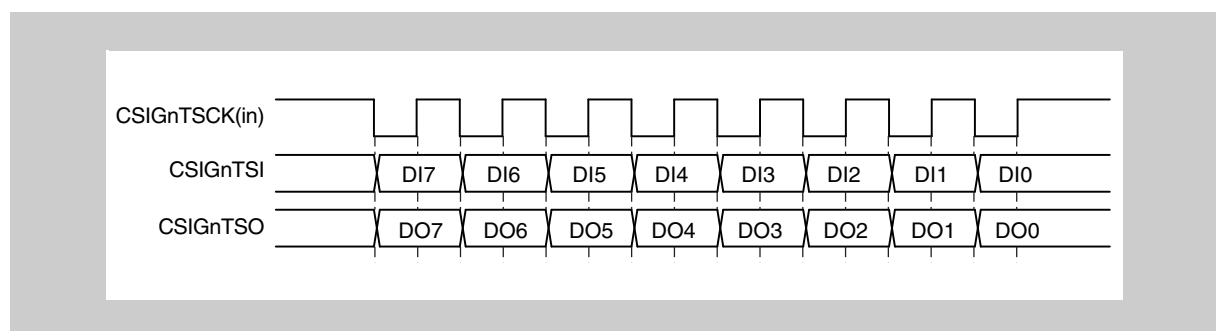 CSIGnTSCK(in)
CSIGnTSI DI7 DI6 DI5 DI4 DI3 DI2 DI1 DI0
CSIGnTSO DO7 DO6 DO5 DO4 DO3 DO2 DO1 DO0